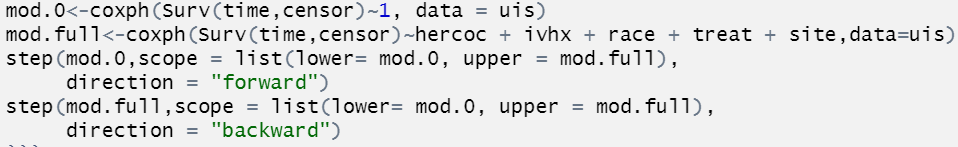 mod.0<-coxph(Surv(time,censor)~1, data = uis)
mod.full<-coxph(Surv(time,censor)~hercoc + ivhx + race + treat + site,data=uis)
step(mod.0,scope = list(lower= mod.0, upper = mod.full),
     direction = "forward")
step(mod.full,scope = list(lower= mod.0, upper = mod.full),
     direction = "backward")
```